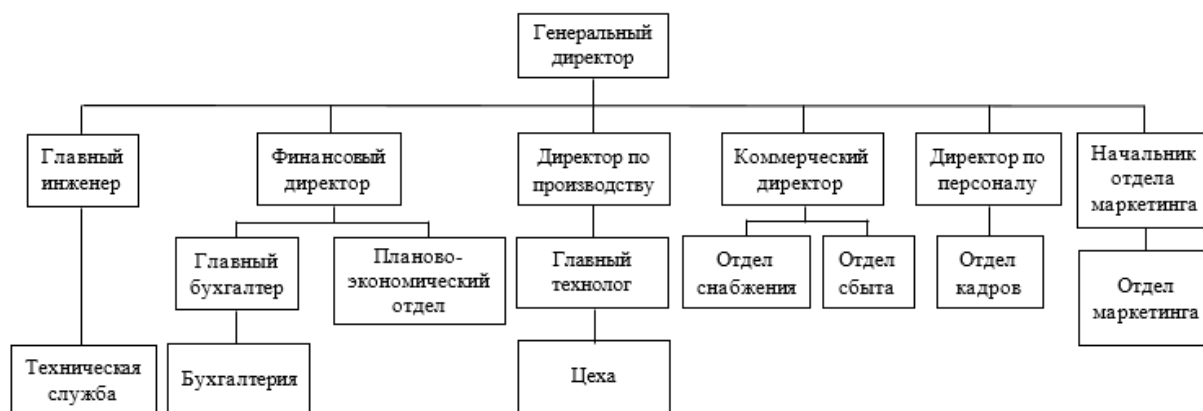 Генеральный
директор
Главный
инженер
Финансовый
директор
Директор по
производству
Коммерческий
директор
Директор по
персоналу
Начальник
отдела
маркетинга
Главный
бухгалтер
Планово-
экономический
отдел
Главный
технолог
Отдел
снабжения
Отдел
сбыта
Отдел
кадров
Отдел
маркетинга
Техническая
служба
Бухгалтерия
Цеха